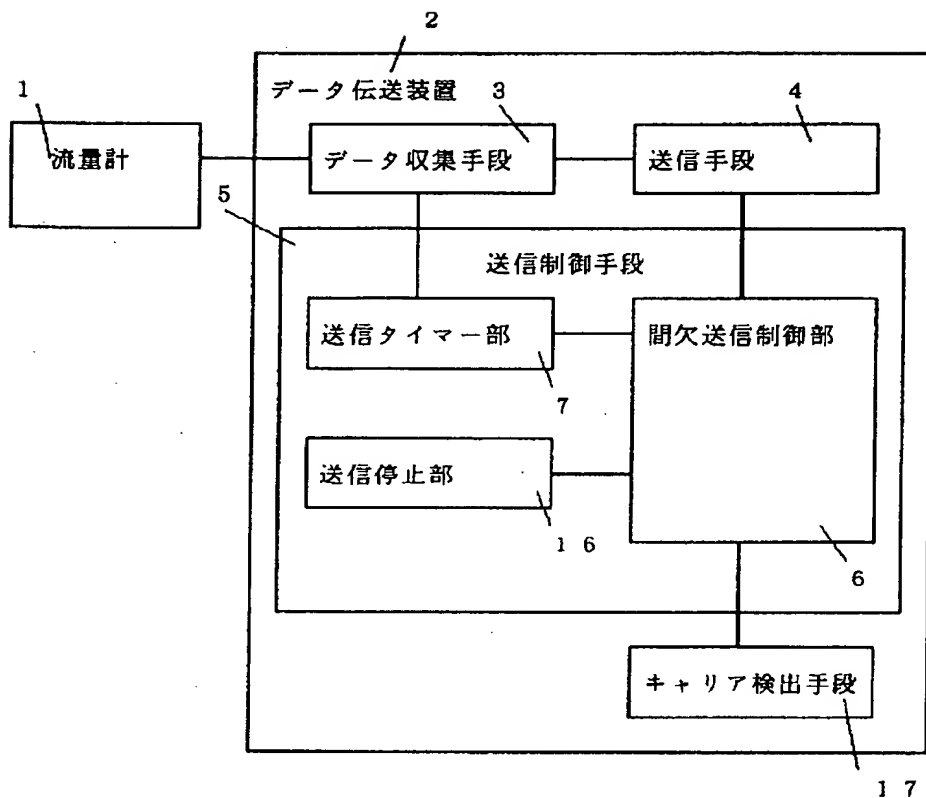 2
データ伝送装置
1
3
4
流量計
データ収集手段
送信手段
5
送信制御手段
送信タイマー部
間欠送信制御部
7
送信停止部
16
6
キャリア検出手段
17